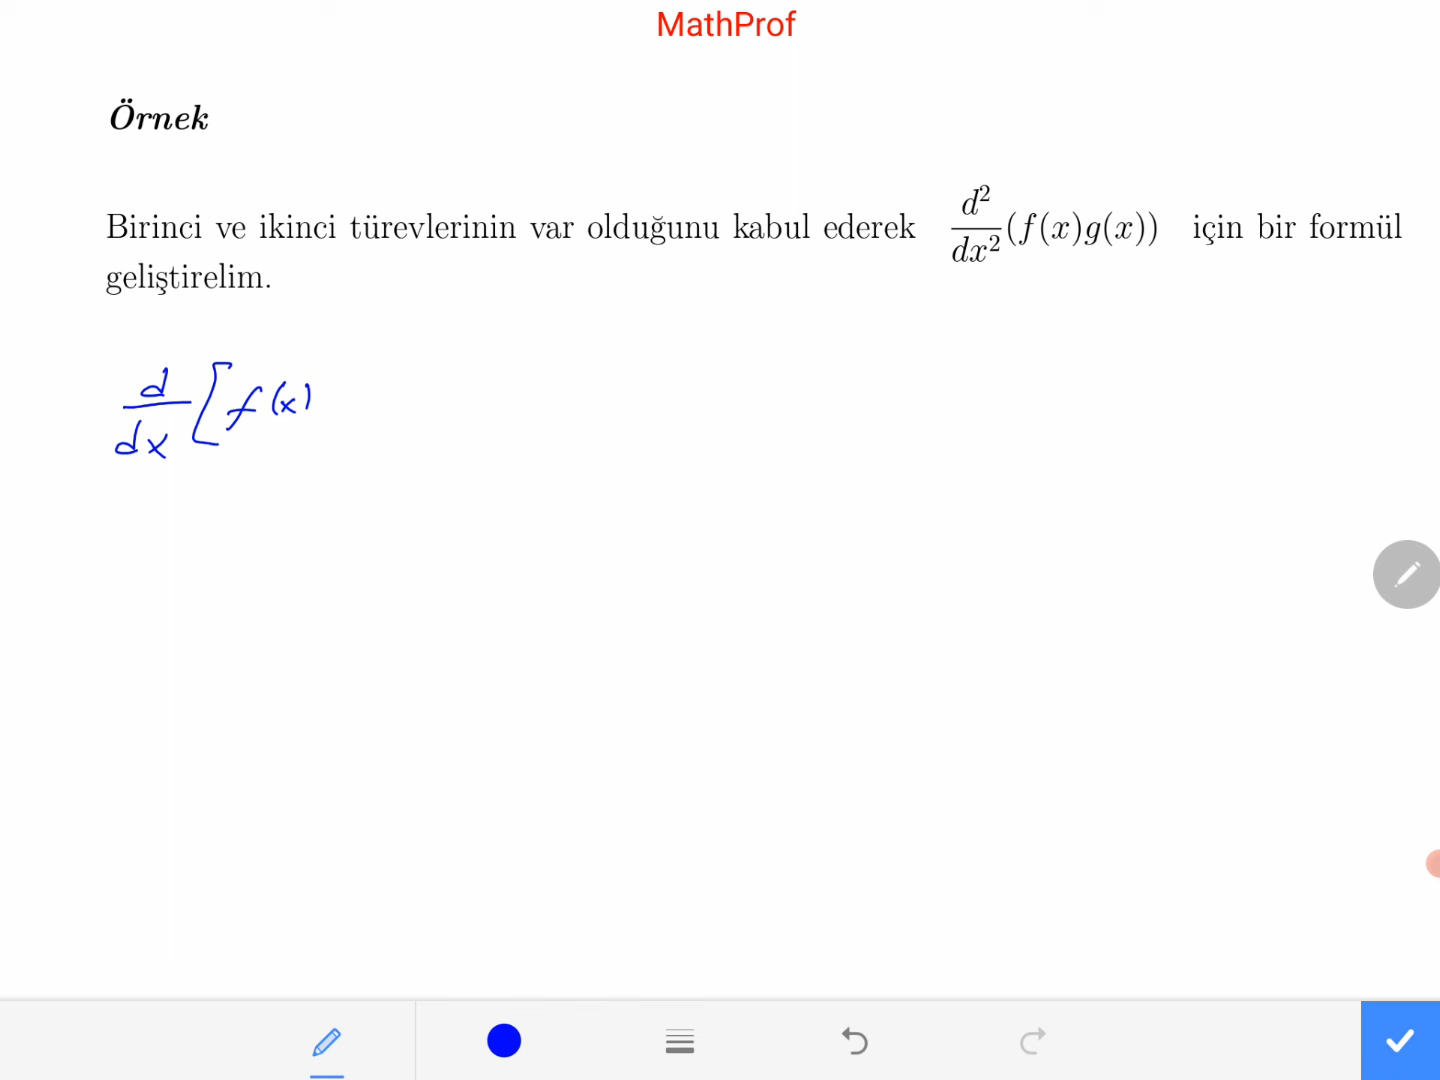 MathProf
Örnek
Birinci ve ikinci türevlerinin var olduğunu kabul ederek d²/dx² (f(x)g(x)) için bir formül
geliştirelim.
d/dx [f(x)